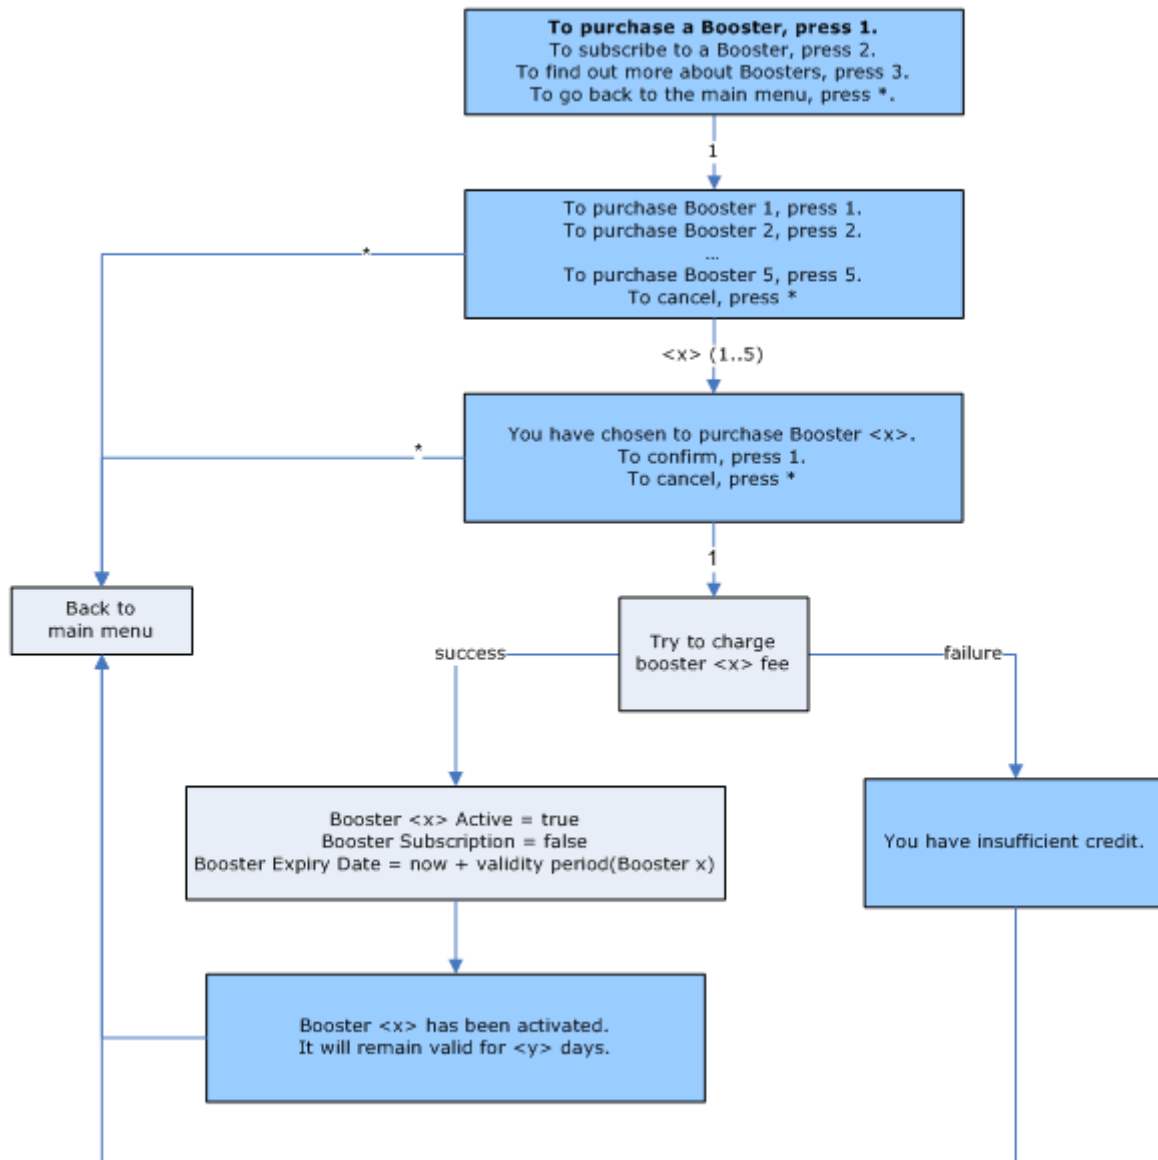 To purchase a Booster, press 1.
To subscribe to a Booster, press 2.
To find out more about Boosters, press 3.
To go back to the main menu, press *.
1
To purchase Booster 1, press 1.
To purchase Booster 2, press 2.
...
To purchase Booster 5, press 5.
To cancel, press *
*
<x> (1..5)
You have chosen to purchase Booster <x>.
To confirm, press 1.
To cancel, press *
*
1
Back to
main menu
Try to charge
booster <x> fee
success
failure
Booster <x> Active = true
Booster Subscription = false
Booster Expiry Date = now + validity period(Booster x)
You have insufficient credit.
Booster <x> has been activated.
It will remain valid for <y> days.